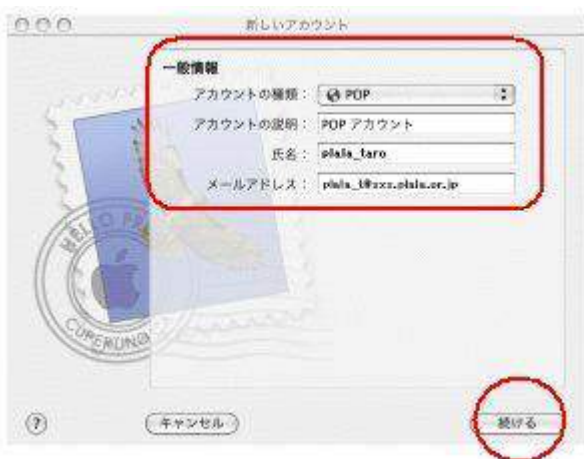 新しいアカウント
一般情報
アカウントの種類： POP
アカウントの説明： POP アカウント
氏名： plala_taro
メールアドレス： plala_t@xxx.plala.or.jp
HELLO FROM
CUPERTINO
? キャンセル 続ける